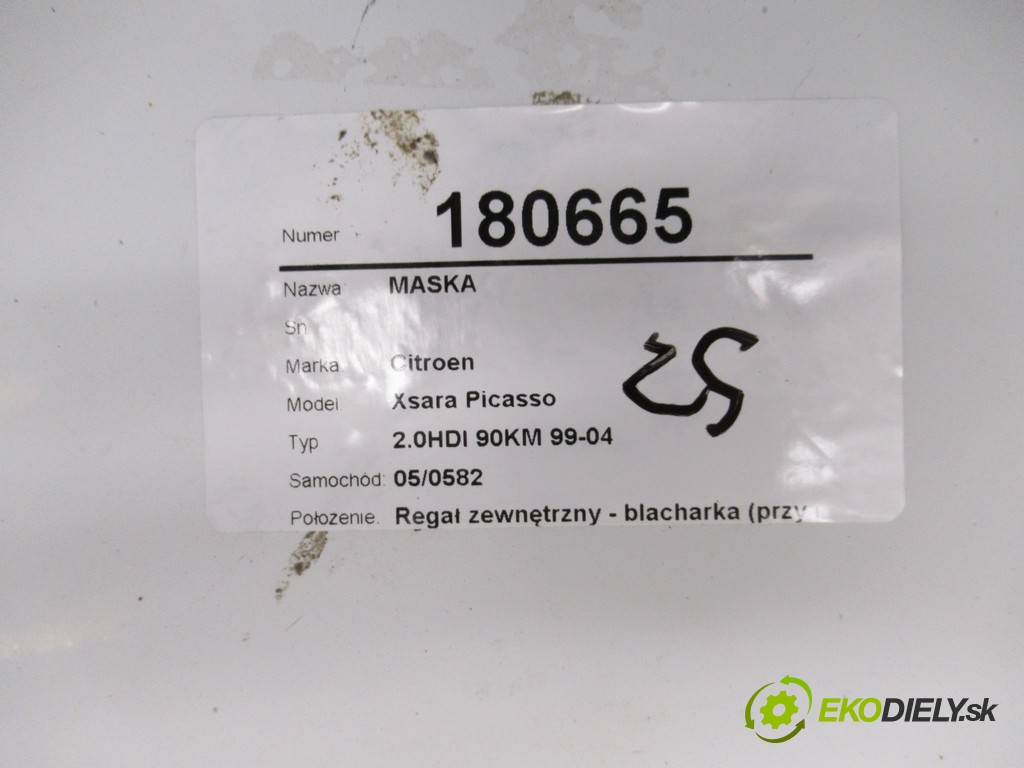 Numer 180665
Nazwa MASKA
Sn
Marka Citroen
Model Xsara Picasso
Typ 2.0HDI 90KM 99-04
Samochód: 05/0582
Położenie. Regał zewnętrzny - blacharka (przy
EKODIELY.sk